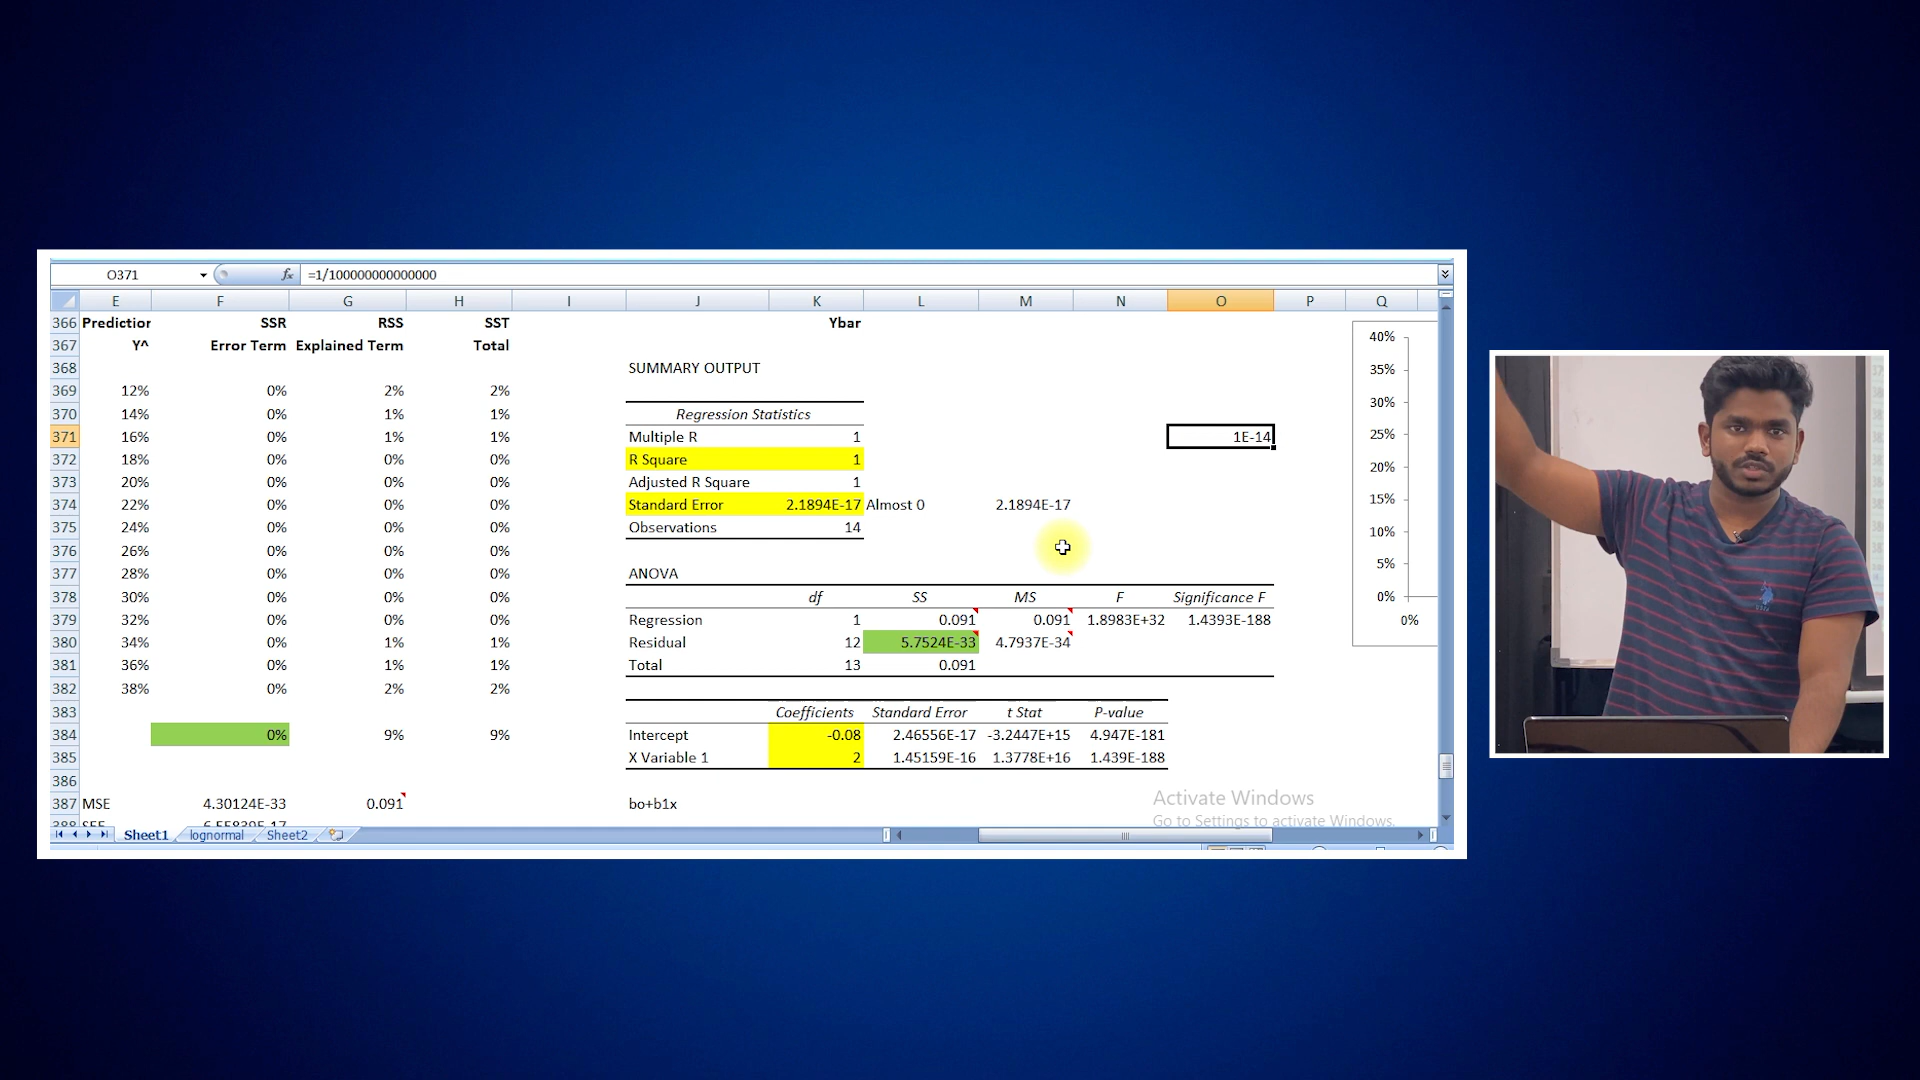 O371 fx =1/100000000000000
E F G H I J K L M N O P Q
366 Prediction SSR RSS SST Ybar
367 Y^ Error Term Explained Term Total
368 SUMMARY OUTPUT
369 12% 0% 2% 2%
370 14% 0% 1% 1% Regression Statistics
371 16% 0% 1% 1% Multiple R 1 1E-14
372 18% 0% 0% 0% R Square 1
373 20% 0% 0% 0% Adjusted R Square 1
374 22% 0% 0% 0% Standard Error 2.1894E-17 Almost 0 2.1894E-17
375 24% 0% 0% 0% Observations 14
376 26% 0% 0% 0%
377 28% 0% 0% 0% ANOVA
378 30% 0% 0% 0% df SS MS F Significance F
379 32% 0% 0% 0% Regression 1 0.091 0.091 1.8983E+32 1.4393E-188
380 34% 0% 1% 1% Residual 12 5.7524E-33 4.7937E-34
381 36% 0% 1% 1% Total 13 0.091
382 38% 0% 2% 2%
383 Coefficients Standard Error t Stat P-value
384 0% 9% 9% Intercept -0.08 2.46556E-17 -3.2447E+15 4.947E-181
385 X Variable 1 2 1.45159E-16 1.3778E+16 1.439E-188
386
387 MSE 4.30124E-33 0.091 bo+b1x
388 SEE 6.55839E-17
40%
35%
30%
25%
20%
15%
10%
5%
0%
0%
Activate Windows
Go to Settings to activate Windows.
Sheet1 lognormal Sheet2